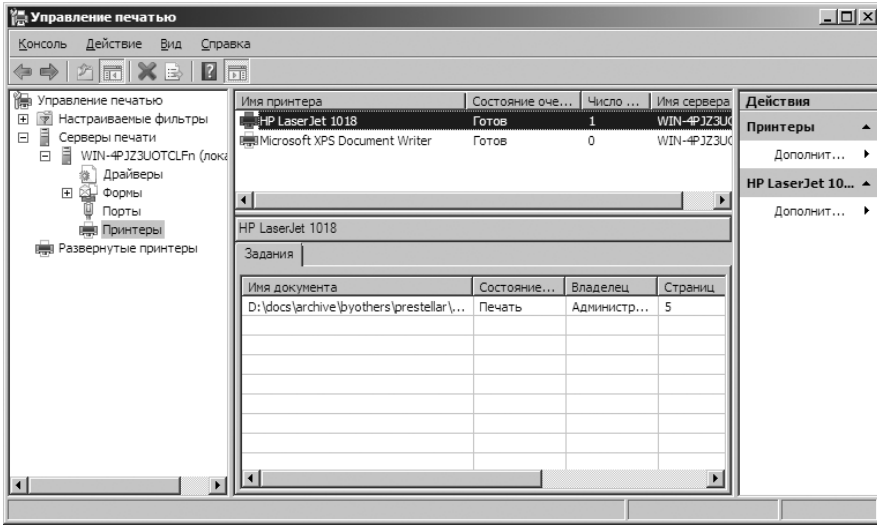 Управление печатью
Консоль Действие Вид Справка
Управление печатью
Настраиваемые фильтры
Серверы печати
WIN-4PJZ3UOTCLFn (лока
Драйверы
Формы
Порты
Принтеры
Развернутые принтеры
Имя принтера Состояние оче... Число ... Имя сервера
HP LaserJet 1018 Готов 1 WIN-4PJZ3UO
Microsoft XPS Document Writer Готов 0 WIN-4PJZ3UO
HP LaserJet 1018
Задания
Имя документа Состояние... Владелец Страниц
D:\docs\archive\byothers\prestellar\... Печать Администр... 5
Действия
Принтеры
Дополнит...
HP LaserJet 10...
Дополнит...